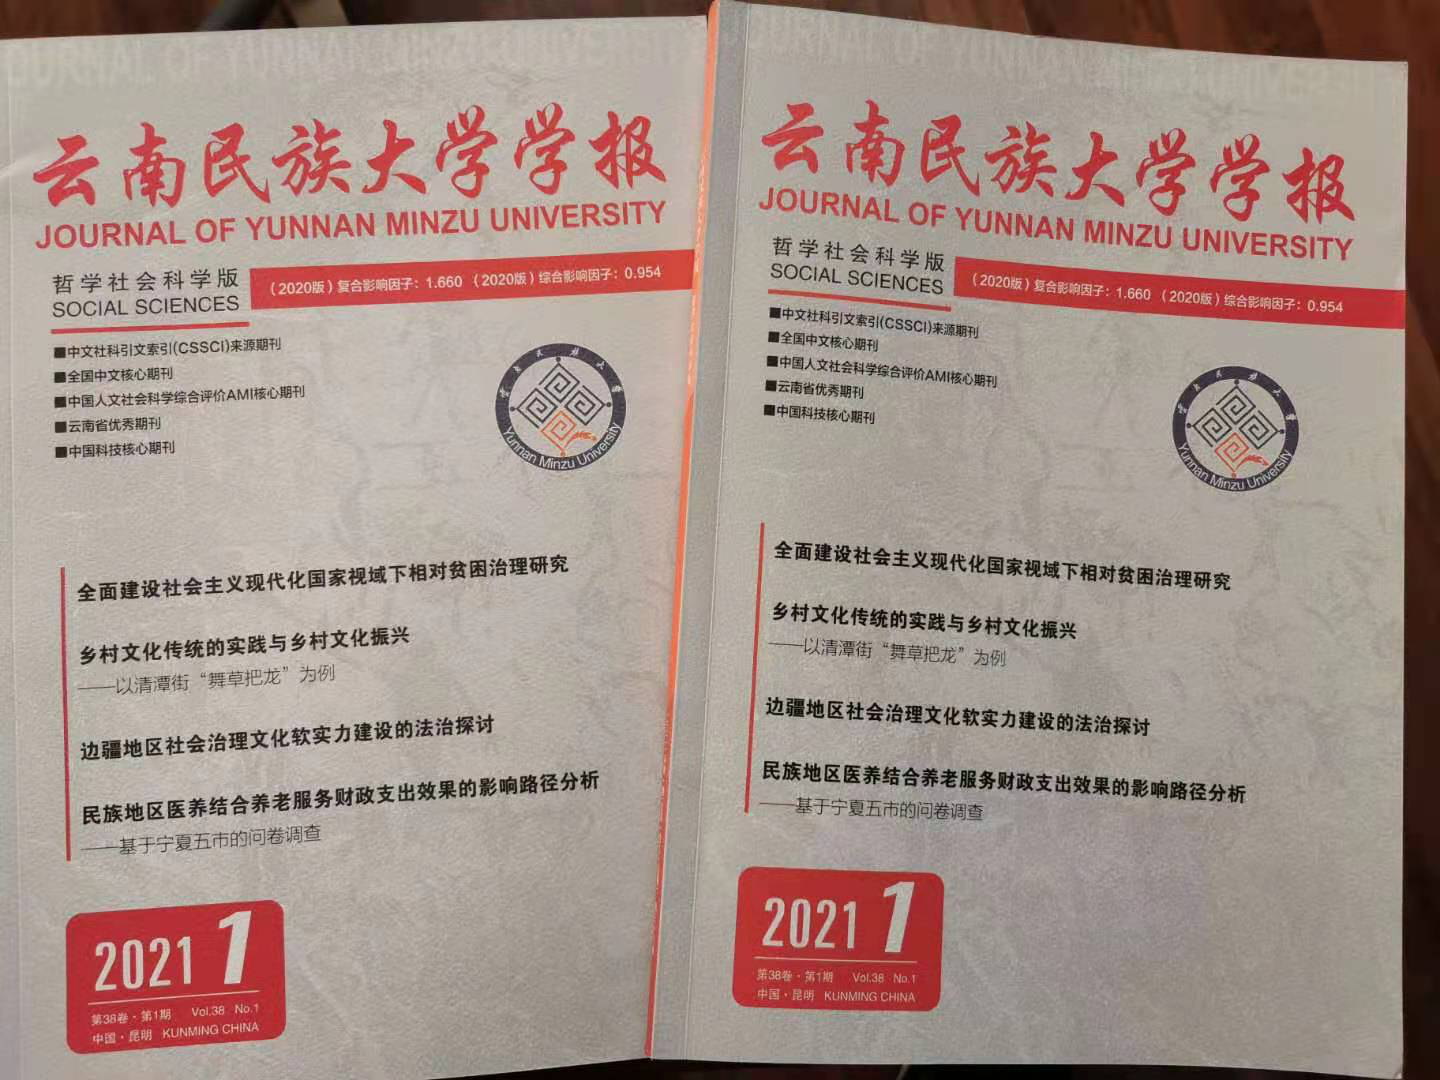 JOURNAL OF YUNNAN MINZU UNIVERSITY
云南民族大学学报
JOURNAL OF YUNNAN MINZU UNIVERSITY
哲学社会科学版
SOCIAL SCIENCES
（2020版）复合影响因子：1.660 （2020版）综合影响因子：0.954
■中文社科引文索引(CSSCI)来源期刊
■全国中文核心期刊
■中国人文社会科学综合评价AMI核心期刊
■云南省优秀期刊
■中国科技核心期刊
云南民族大学
Yunnan Minzu University
全面建设社会主义现代化国家视域下相对贫困治理研究
乡村文化传统的实践与乡村文化振兴
——以清潭街“舞草把龙”为例
边疆地区社会治理文化软实力建设的法治探讨
民族地区医养结合养老服务财政支出效果的影响路径分析
——基于宁夏五市的问卷调查
2021 1
第38卷·第1期 Vol.38 No.1
中国·昆明 KUNMING CHINA
JOURNAL OF YUNNAN MINZU UNIVERSITY
云南民族大学学报
JOURNAL OF YUNNAN MINZU UNIVERSITY
哲学社会科学版
SOCIAL SCIENCES
（2020版）复合影响因子：1.660 （2020版）综合影响因子：0.954
■中文社科引文索引(CSSCI)来源期刊
■全国中文核心期刊
■中国人文社会科学综合评价AMI核心期刊
■云南省优秀期刊
■中国科技核心期刊
云南民族大学
Yunnan Minzu University
全面建设社会主义现代化国家视域下相对贫困治理研究
乡村文化传统的实践与乡村文化振兴
——以清潭街“舞草把龙”为例
边疆地区社会治理文化软实力建设的法治探讨
民族地区医养结合养老服务财政支出效果的影响路径分析
——基于宁夏五市的问卷调查
2021 1
第38卷·第1期 Vol.38 No.1
中国·昆明 KUNMING CHINA